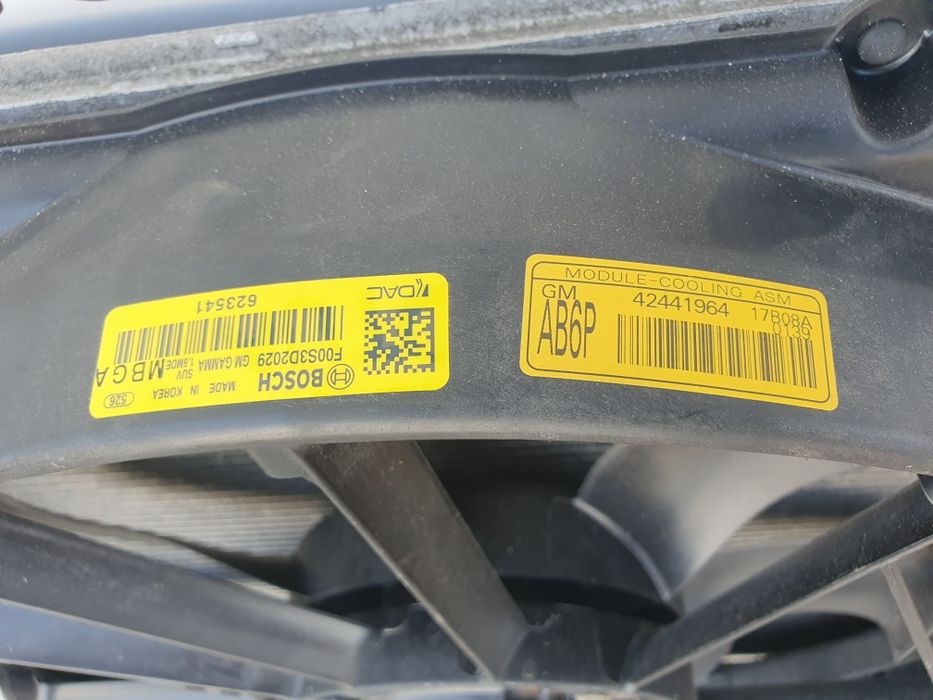 BOSCH MADE IN KOREA 526
F00S3D2029 GM GAMMA 1.6MDE SUV MBGA
623541
KDAC
MODULE-COOLING ASM
GM 42441964 17B08A
AB6P 0139